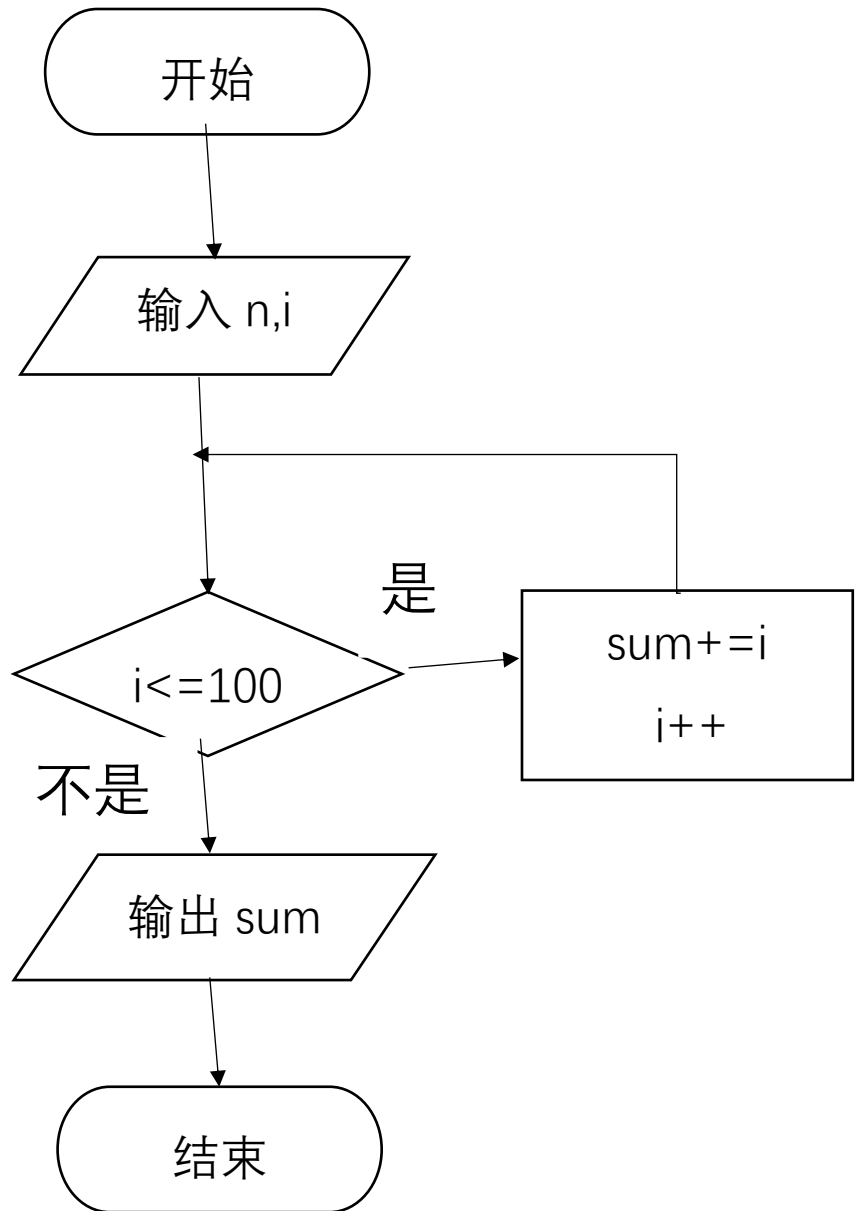 开始
输入 n,i
是
i<=100
sum+=i
i++
不是
输出 sum
结束